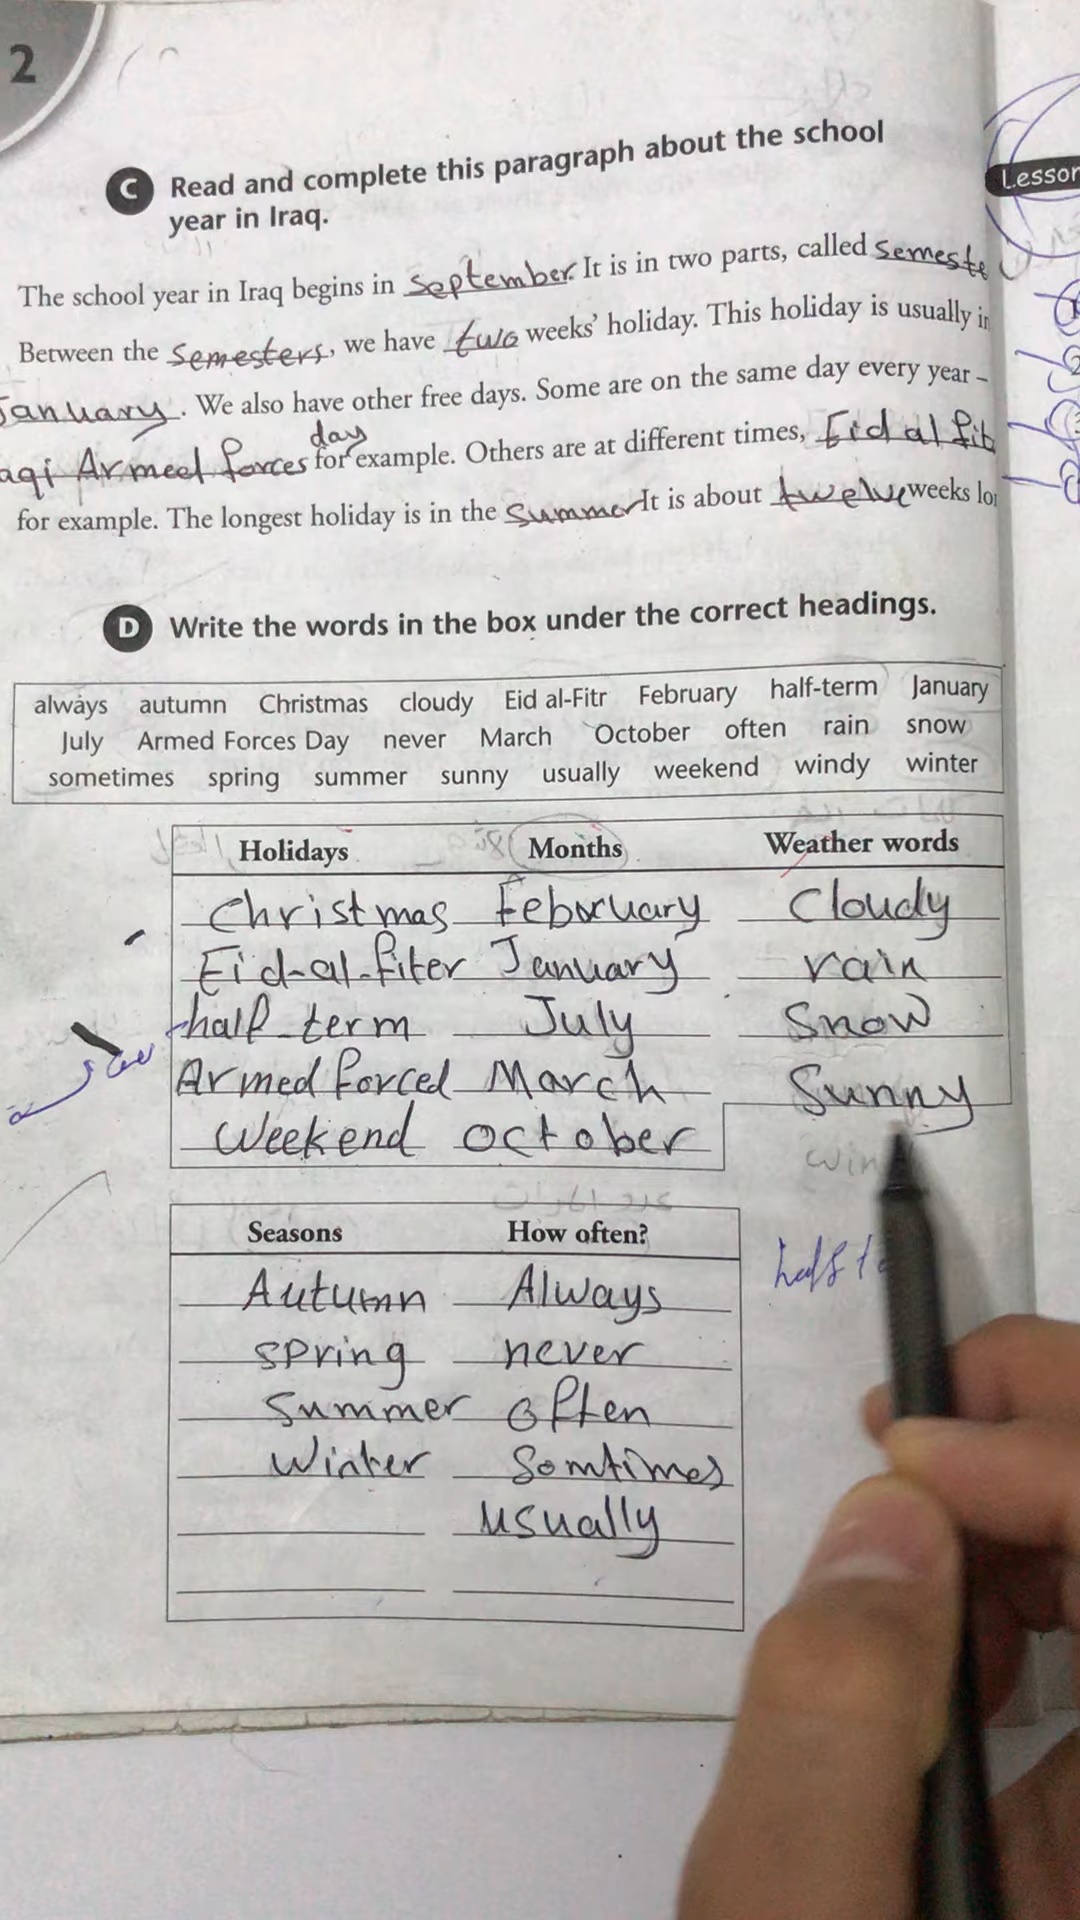 2
C Read and complete this paragraph about the school
year in Iraq.
Lesson
The school year in Iraq begins in September. It is in two parts, called Semeste
Between the Semesters, we have two weeks' holiday. This holiday is usually in
January. We also have other free days. Some are on the same day every year –
day
aqi Armed forces for example. Others are at different times, Eid al fit
for example. The longest holiday is in the Summer It is about twelve weeks lon
D Write the words in the box under the correct headings.
always autumn Christmas cloudy Eid al-Fitr February half-term January
July Armed Forces Day never March October often rain snow
sometimes spring summer sunny usually weekend windy winter
Holidays Months Weather words
Christmas Feboruary Cloudy
Eid-al-fiter January rain
half term July Snow
Armed forced March Sunny
Weekend October win
Seasons How often?
half te
Autumn Always
spring never
Summer often
Winter Somtimes
usually